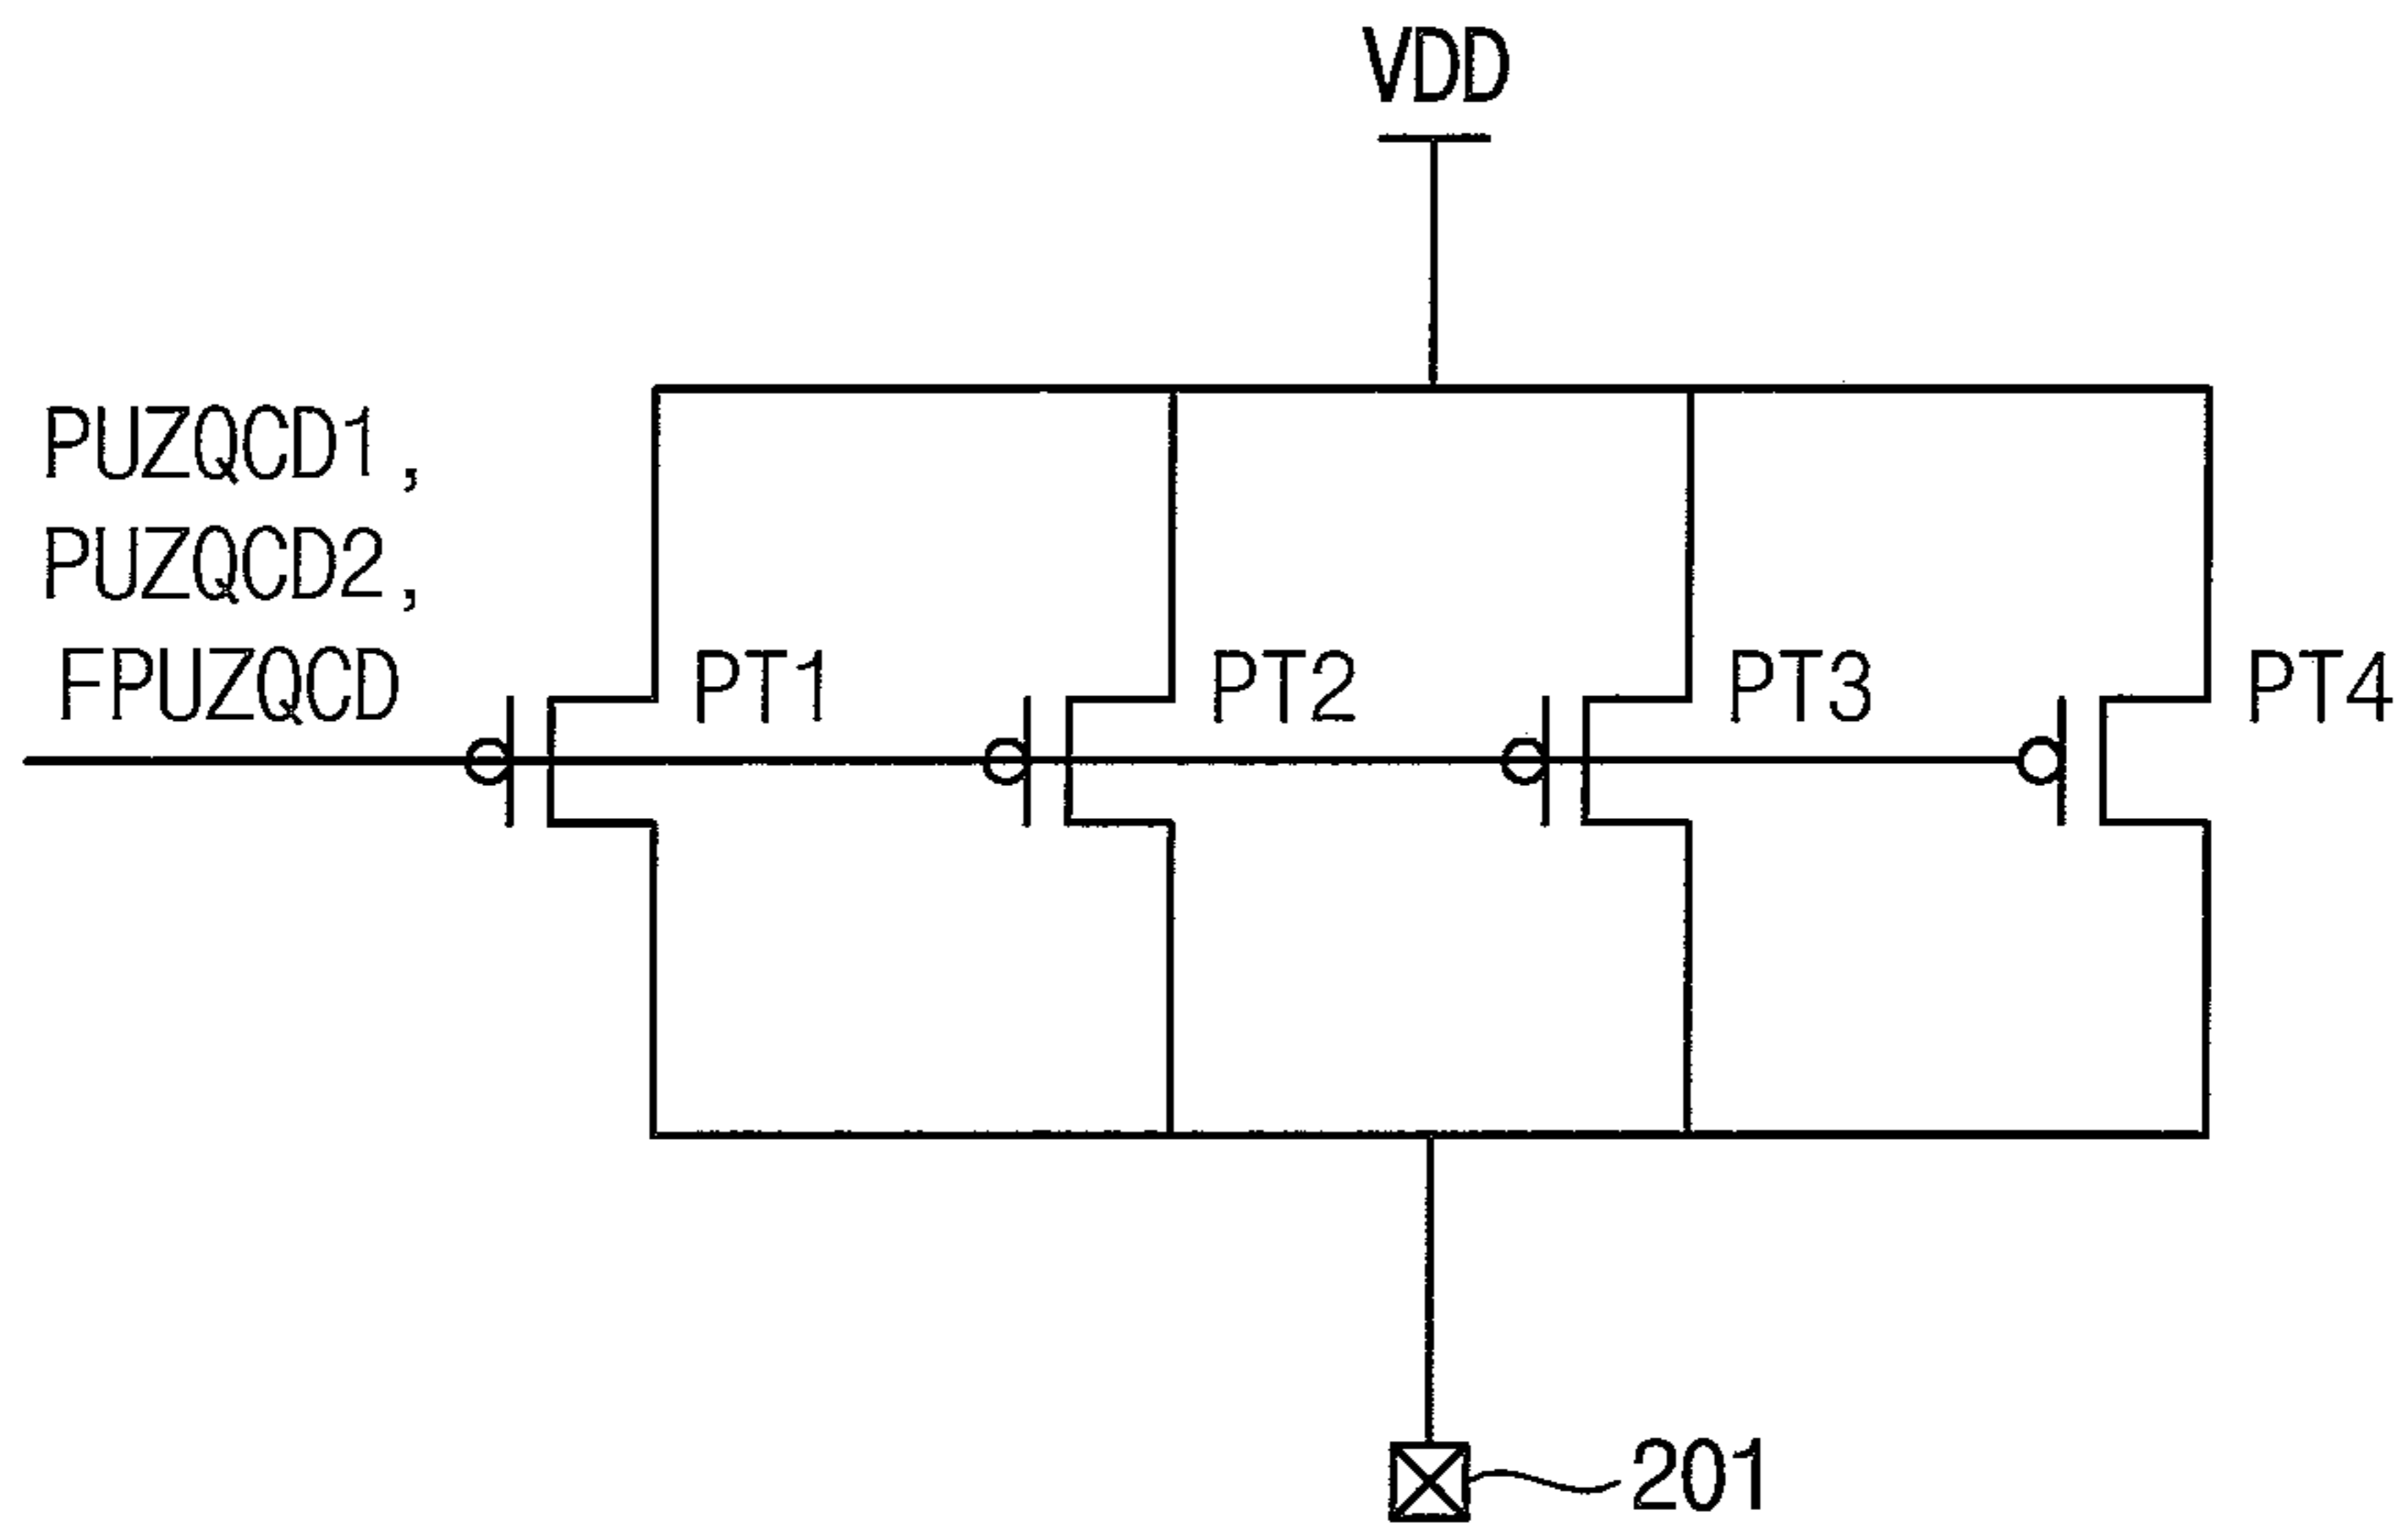 VDD
PUZQCD1,
PUZQCD2,
FPUZQCD
PT1
PT2
PT3
PT4
201